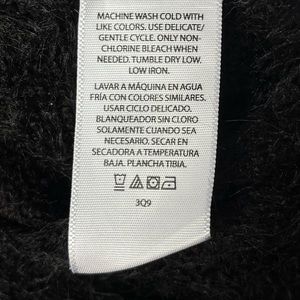 MACHINE WASH COLD WITH
LIKE COLORS. USE DELICATE/
GENTLE CYCLE. ONLY NON-
CHLORINE BLEACH WHEN
NEEDED. TUMBLE DRY LOW.
LOW IRON.
LAVAR A MÁQUINA EN AGUA
FRÍA CON COLORES SIMILARES.
USAR CICLO DELICADO.
BLANQUEADOR SIN CLORO
SOLAMENTE CUANDO SEA
NECESARIO. SECAR EN
SECADORA A TEMPERATURA
BAJA. PLANCHA TIBIA.
3Q9